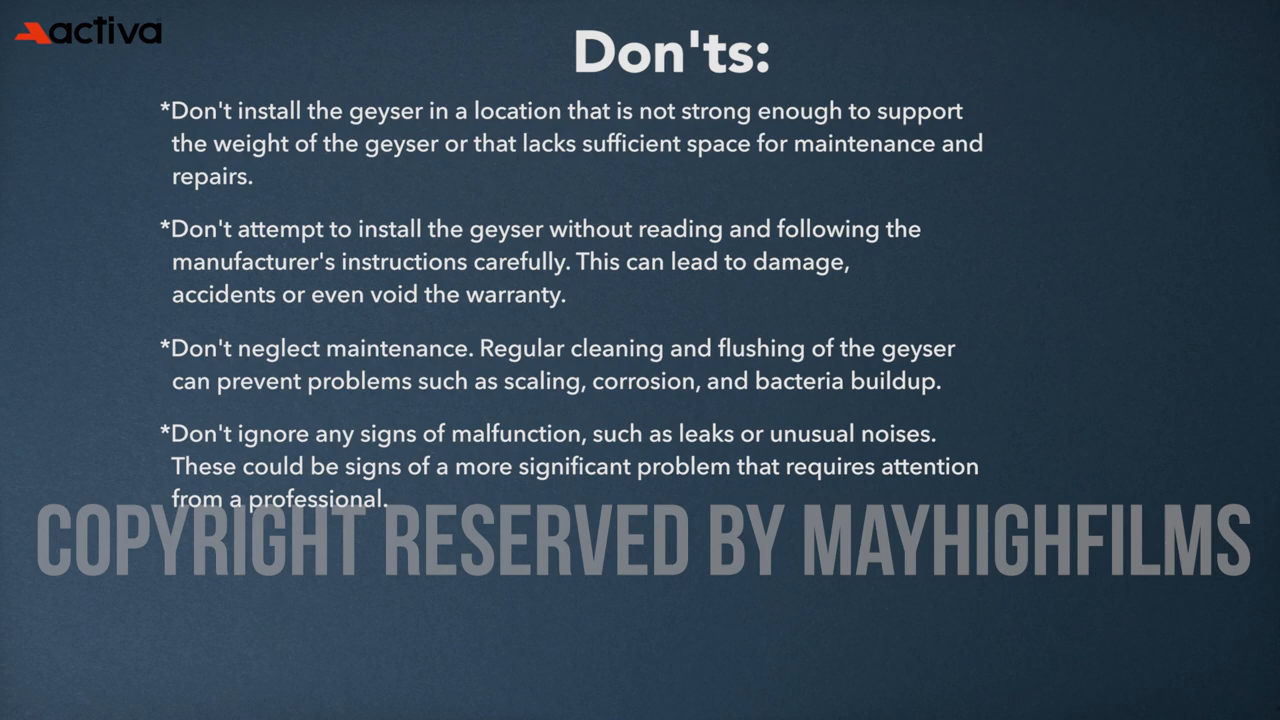 activa
Don'ts:
*Don't install the geyser in a location that is not strong enough to support
the weight of the geyser or that lacks sufficient space for maintenance and
repairs.
*Don't attempt to install the geyser without reading and following the
manufacturer's instructions carefully. This can lead to damage,
accidents or even void the warranty.
*Don't neglect maintenance. Regular cleaning and flushing of the geyser
can prevent problems such as scaling, corrosion, and bacteria buildup.
*Don't ignore any signs of malfunction, such as leaks or unusual noises.
These could be signs of a more significant problem that requires attention
from a professional.
COPYRIGHT RESERVED BY MAYHIGHFILMS